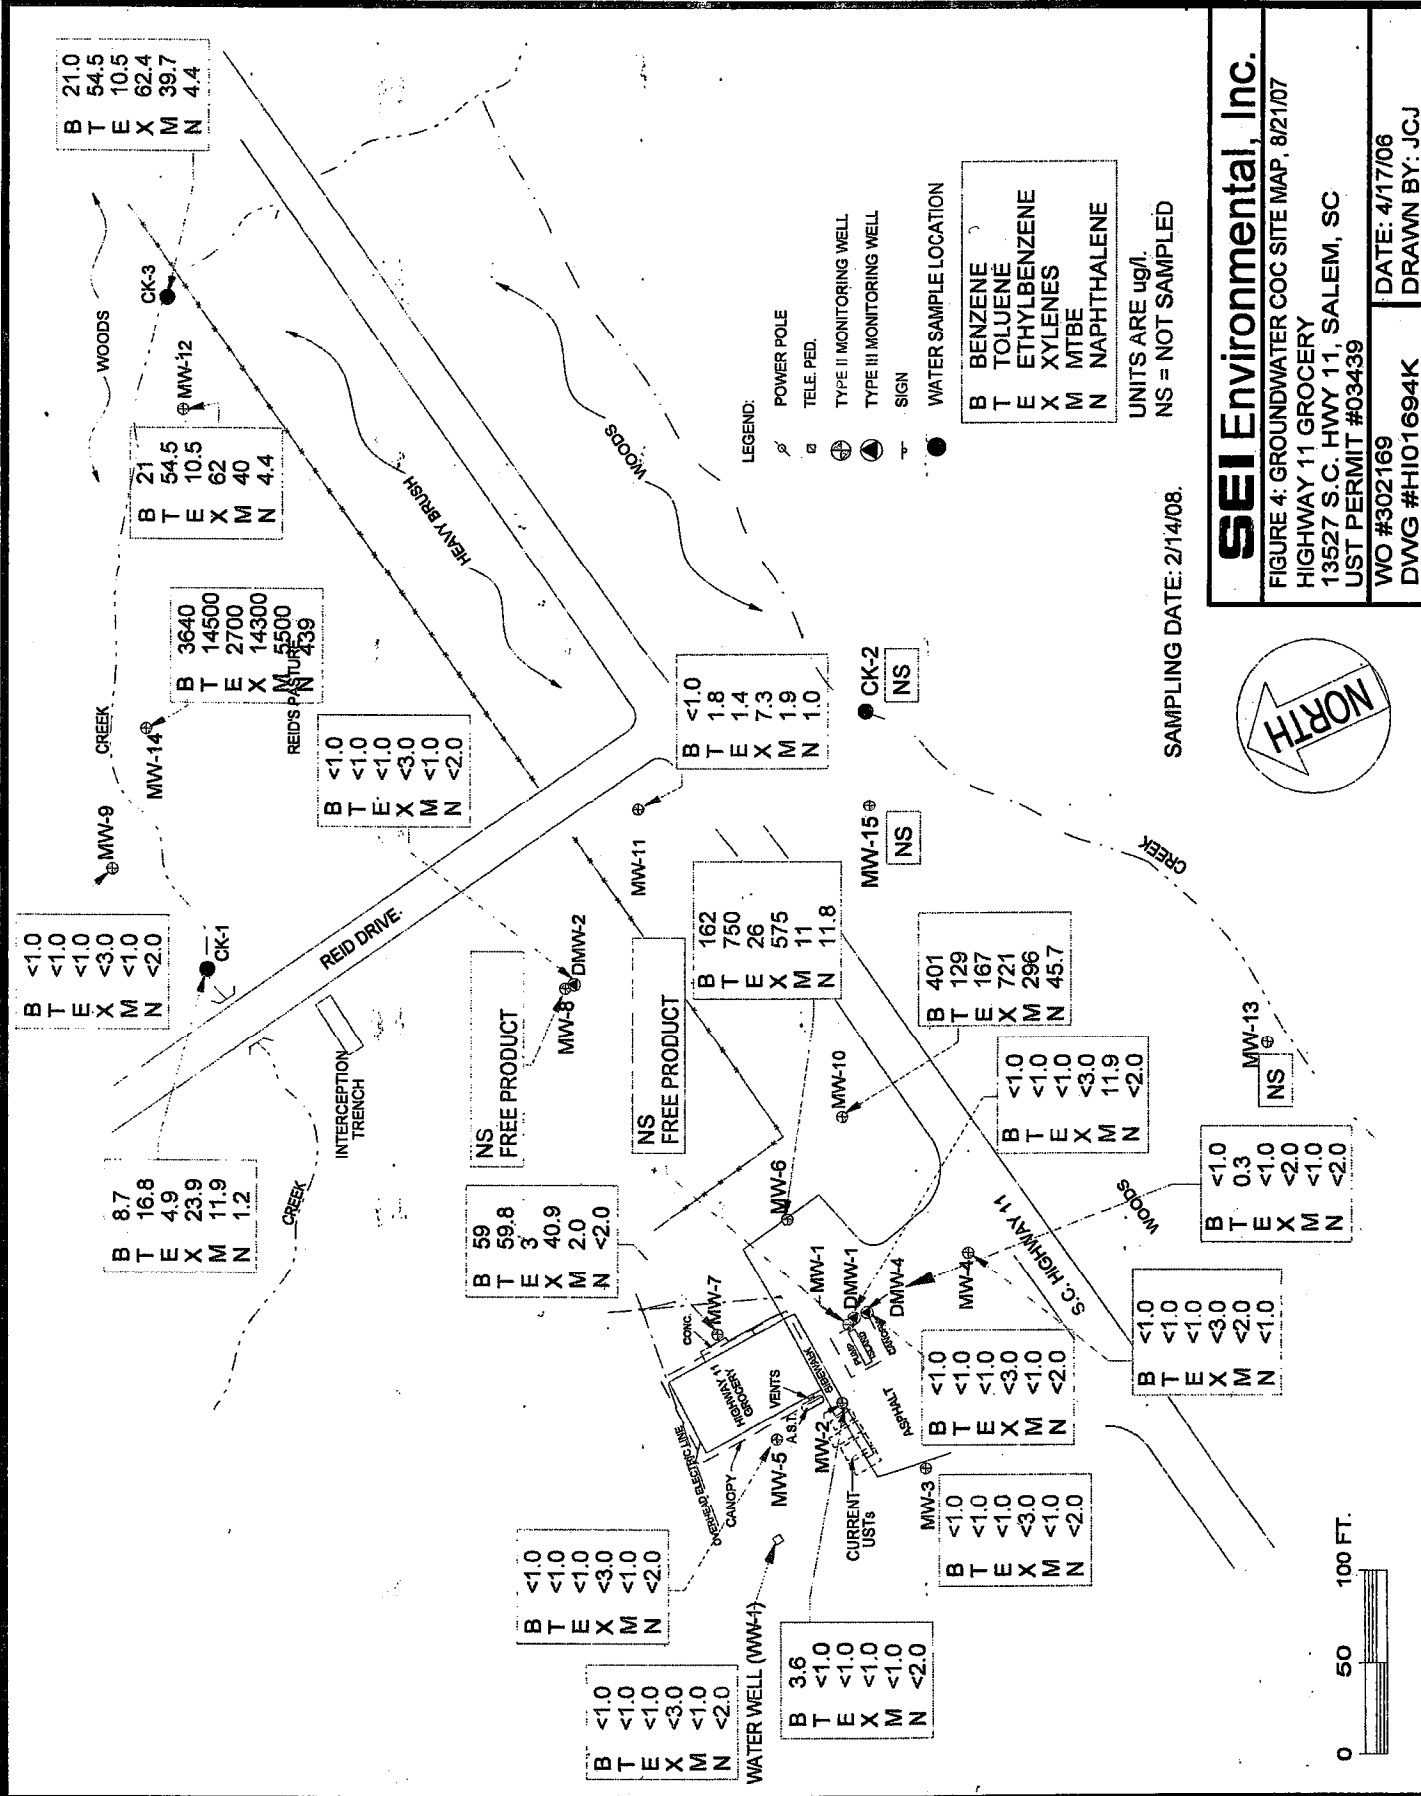 B 21.0
T 54.5
E 10.5
X 62.4
M 39.7
N 4.4
WOODS
CK-3
MW-12
B 21
T 54.5
E 10.5
X 62
M 40
N 4.4
CREEK
MW-14
B 3640
T 14500
E 2700
X 14300
M 5500
N 439
REID'S PASTURE
MW-9
B <1.0
T <1.0
E <1.0
X <3.0
M <1.0
N <2.0
CK-1
B 8.7
T 16.8
E 4.9
X 23.9
M 11.9
N 1.2
CREEK
INTERCEPTION
TRENCH
REID DRIVE
HEAVY BRUSH
WOODS
B <1.0
T <1.0
E <1.0
X <3.0
M <1.0
N <2.0
MW-8
DMW-2
NS
FREE PRODUCT
MW-11
B <1.0
T 1.8
E 1.4
X 7.3
M 1.9
N 1.0
NS
FREE PRODUCT
B 59
T 59.8
E 3
X 40.9
M 2.0
N <2.0
B 162
T 750
E 26
X 575
M 11
N 11.8
CK-2
NS
MW-15
NS
CREEK
MW-10
B 401
T 129
E 167
X 721
M 296
N 45.7
MW-6
MW-7
CONC.
HIGHWAY 11
GROCERY
OVERHEAD ELECTRIC LINE
CANOPY
VENTS
A.S.T.
SIDEWALK
PUMP
ISLAND
CANOPY
MW-1
DMW-1
DMW-4
MW-4
MW-5
MW-2
ASPHALT
CURRENT
USTs
MW-3
S.C. HIGHWAY 11
WOODS
MW-13
NS
B <1.0
T <1.0
E <1.0
X <3.0
M 11.9
N <2.0
B <1.0
T 0.3
E <1.0
X <2.0
M <1.0
N <2.0
B <1.0
T <1.0
E <1.0
X <3.0
M <2.0
N <1.0
B <1.0
T <1.0
E <1.0
X <3.0
M <1.0
N <2.0
B <1.0
T <1.0
E <1.0
X <3.0
M <1.0
N <2.0
B <1.0
T <1.0
E <1.0
X <3.0
M <1.0
N <2.0
B <1.0
T <1.0
E <1.0
X <3.0
M <1.0
N <2.0
WATER WELL (WW-1)
B 3.6
T <1.0
E <1.0
X <1.0
M <1.0
N <2.0
LEGEND:
POWER POLE
TELE. PED.
TYPE II MONITORING WELL
TYPE III MONITORING WELL
SIGN
WATER SAMPLE LOCATION
B BENZENE
T TOLUENE
E ETHYLBENZENE
X XYLENES
M MTBE
N NAPHTHALENE
UNITS ARE ug/l.
NS = NOT SAMPLED
SAMPLING DATE: 2/14/08.
NORTH
0 50 100 FT.
SEI Environmental, Inc.
FIGURE 4: GROUNDWATER COC SITE MAP, 8/21/07
HIGHWAY 11 GROCERY
13527 S.C. HWY 11, SALEM, SC
UST PERMIT #03439
WO #302169
DATE: 4/17/06
DWG #HI01694K
DRAWN BY: JCJ